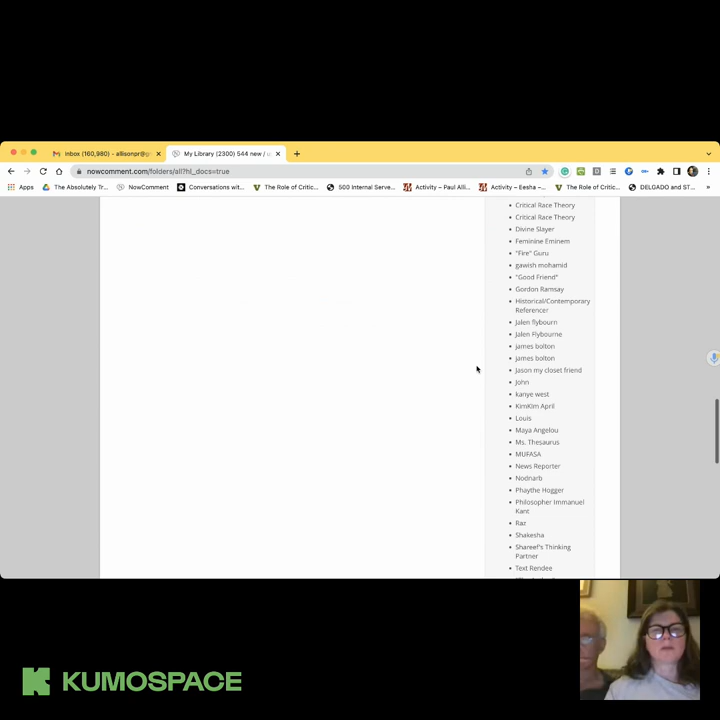 Inbox (160,980) - allisonpr@g
My Library (2300) 544 new / u
nowcomment.com/folders/all?hl_docs=true
Apps
The Absolutely Tr...
NowComment
Conversations wit...
The Role of Critic...
500 Internal Serve...
Activity – Paul Alli...
Activity – Eesha –...
The Role of Critic...
DELGADO and ST...
»
Critical Race Theory
Critical Race Theory
Divine Slayer
Feminine Eminem
"Fire" Guru
gawish mohamid
"Good Friend"
Gordon Ramsay
Historical/Contemporary
Referencer
Jalen flybourn
Jalen Flybourne
james bolton
james bolton
Jason my closet friend
John
kanye west
KimKim April
Louis
Maya Angelou
Ms. Thesaurus
MUFASA
News Reporter
Nodnarb
Phaythe Hogger
Philosopher Immanuel
Kant
Raz
Shakesha
Shareef's Thinking
Partner
Text Rendee
KUMOSPACE